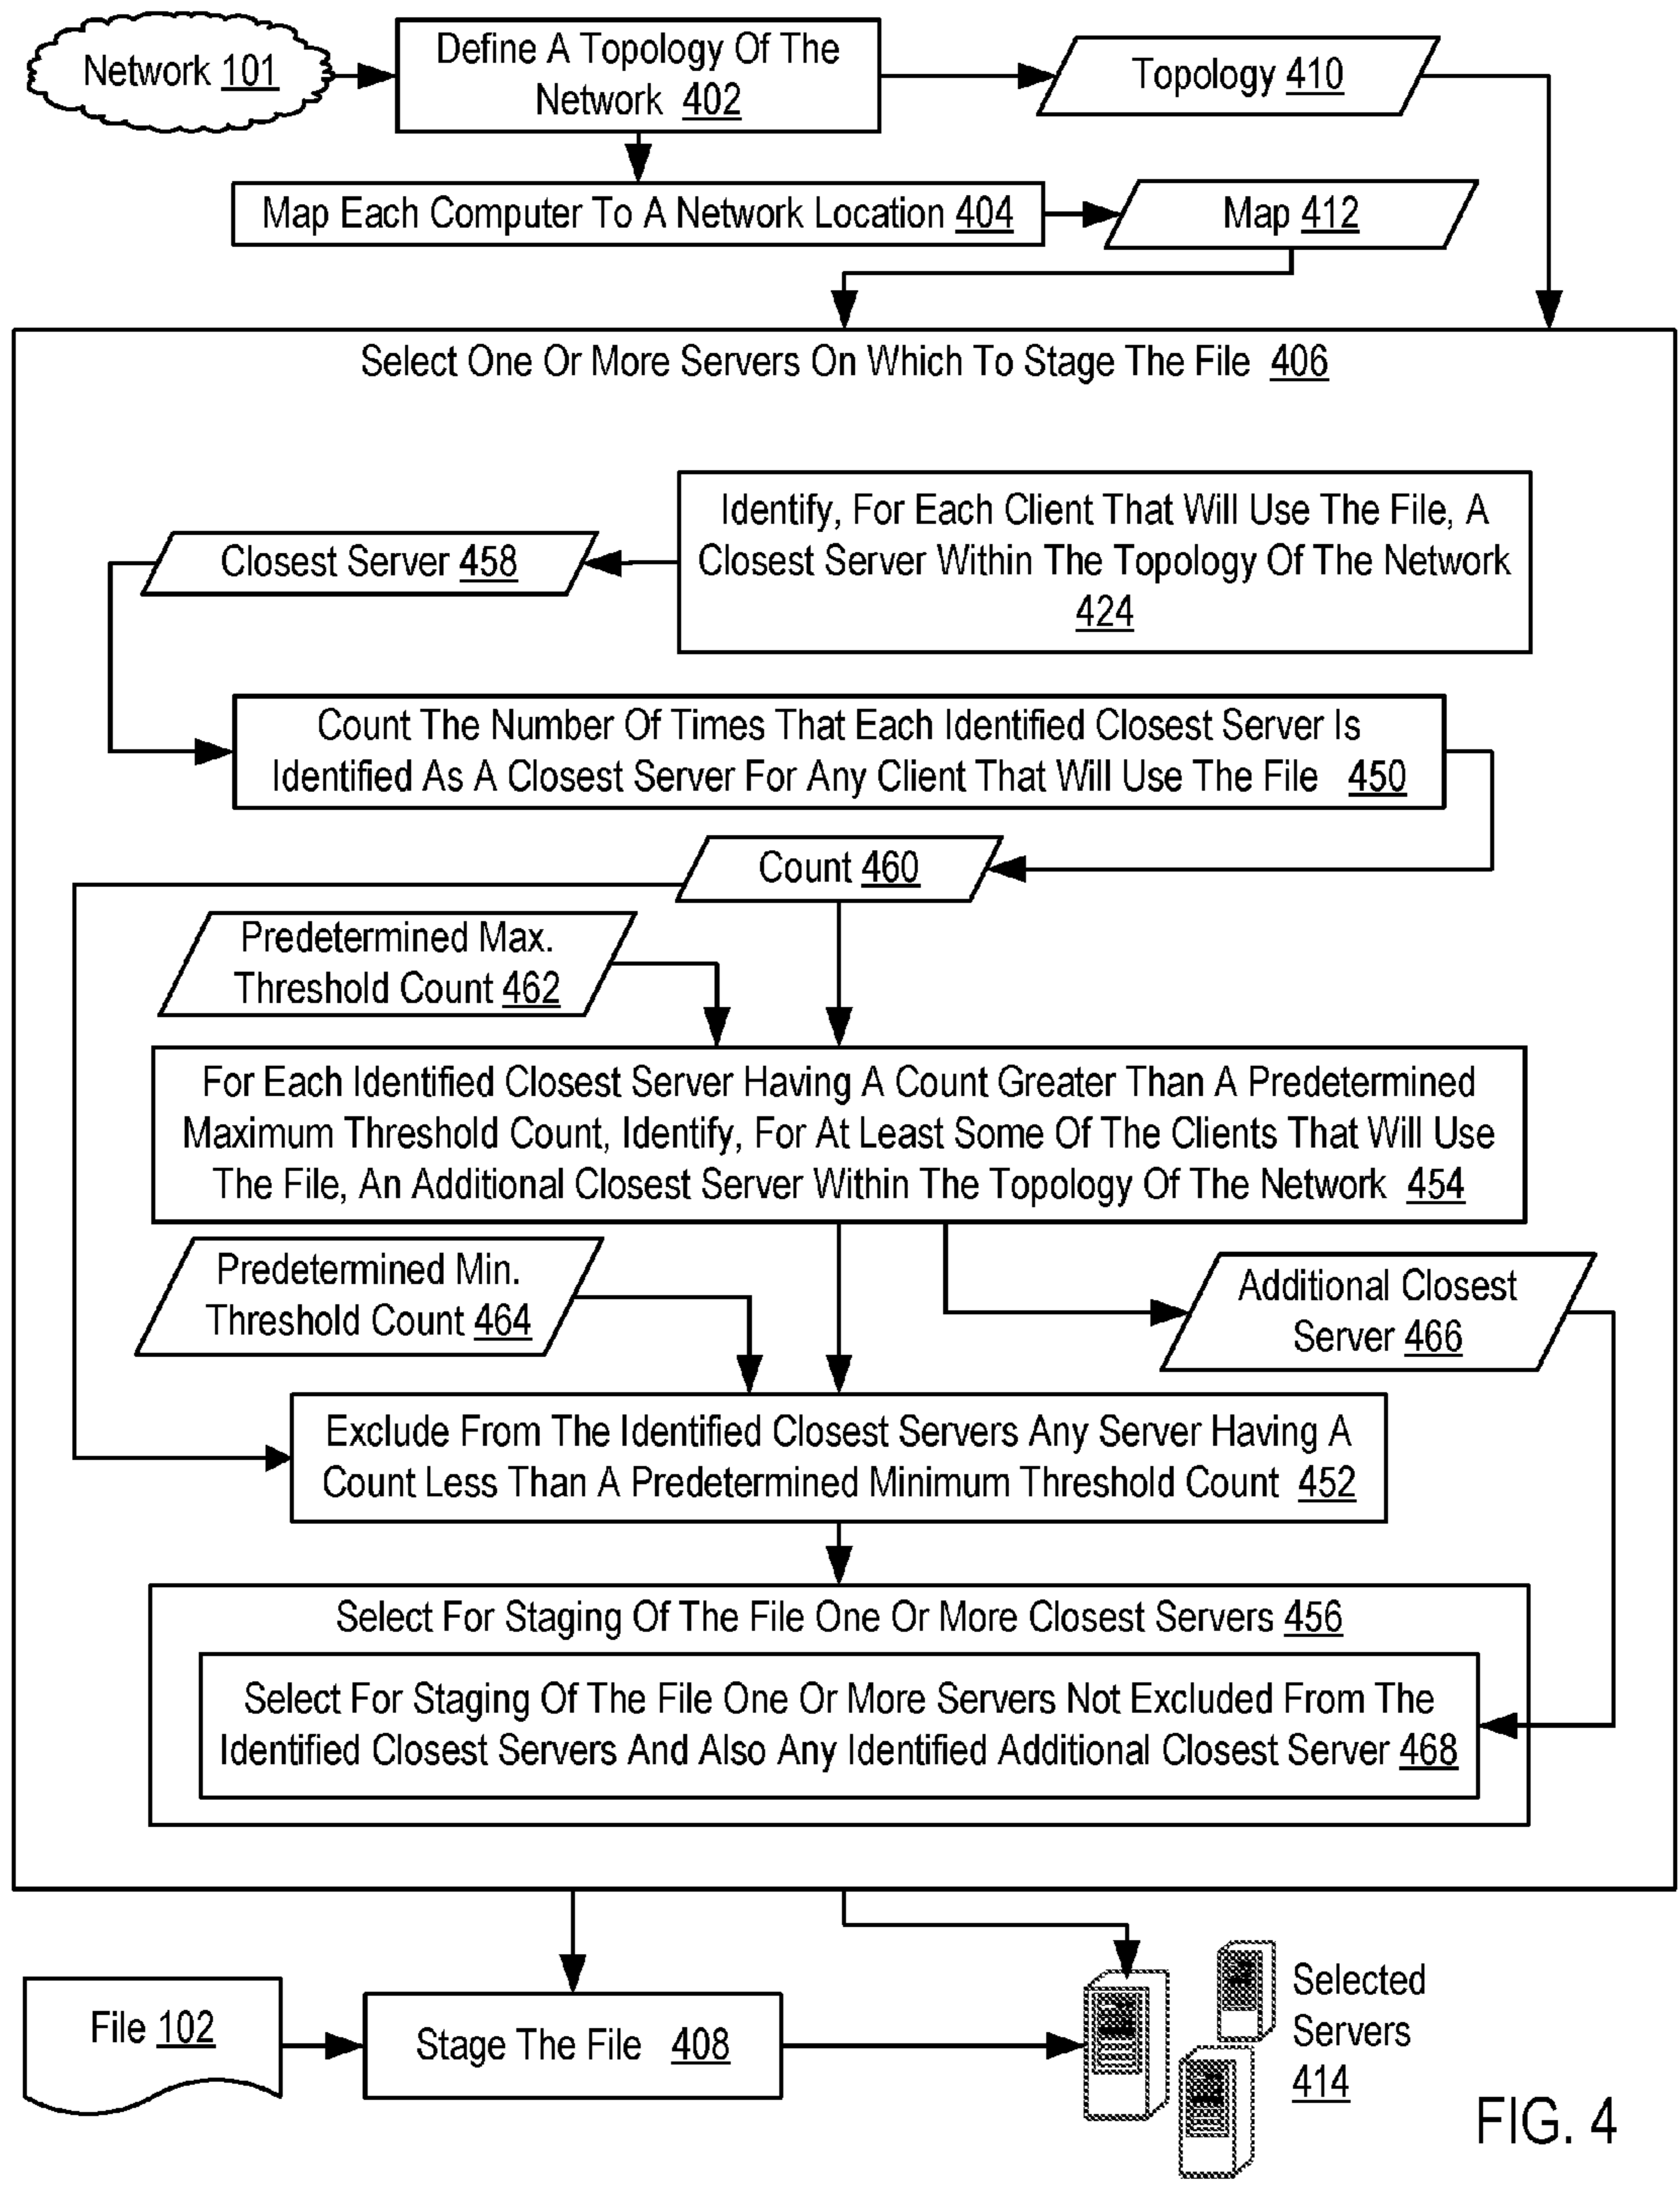 Network 101
Define A Topology Of The
Network 402
Topology 410
Map Each Computer To A Network Location 404
Map 412
Select One Or More Servers On Which To Stage The File 406
Identify, For Each Client That Will Use The File, A
Closest Server Within The Topology Of The Network
424
Closest Server 458
Count The Number Of Times That Each Identified Closest Server Is
Identified As A Closest Server For Any Client That Will Use The File 450
Count 460
Predetermined Max.
Threshold Count 462
For Each Identified Closest Server Having A Count Greater Than A Predetermined
Maximum Threshold Count, Identify, For At Least Some Of The Clients That Will Use
The File, An Additional Closest Server Within The Topology Of The Network 454
Predetermined Min.
Threshold Count 464
Additional Closest
Server 466
Exclude From The Identified Closest Servers Any Server Having A
Count Less Than A Predetermined Minimum Threshold Count 452
Select For Staging Of The File One Or More Closest Servers 456
Select For Staging Of The File One Or More Servers Not Excluded From The
Identified Closest Servers And Also Any Identified Additional Closest Server 468
File 102
Stage The File 408
Selected
Servers
414
FIG. 4